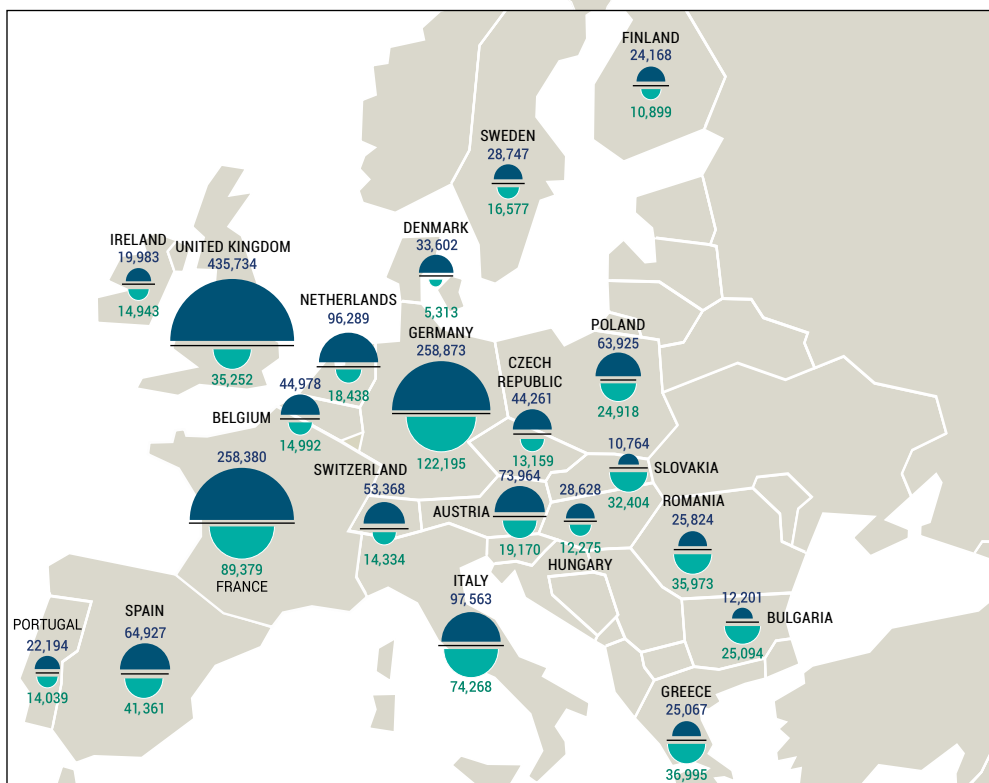 FINLAND
24,168
10,899
SWEDEN
28,747
16,577
DENMARK
33,602
5,313
IRELAND
19,983
14,943
UNITED KINGDOM
435,734
35,252
NETHERLANDS
96,289
18,438
GERMANY
258,873
122,195
POLAND
63,925
24,918
CZECH
REPUBLIC
44,261
13,159
44,978
BELGIUM
14,992
10,764
SLOVAKIA
32,404
258,380
89,379
FRANCE
SWITZERLAND
53,368
14,334
73,964
AUSTRIA
19,170
28,628
12,275
HUNGARY
ROMANIA
25,824
35,973
ITALY
97,563
74,268
12,201
BULGARIA
25,094
PORTUGAL
22,194
14,039
SPAIN
64,927
41,361
GREECE
25,067
36,995